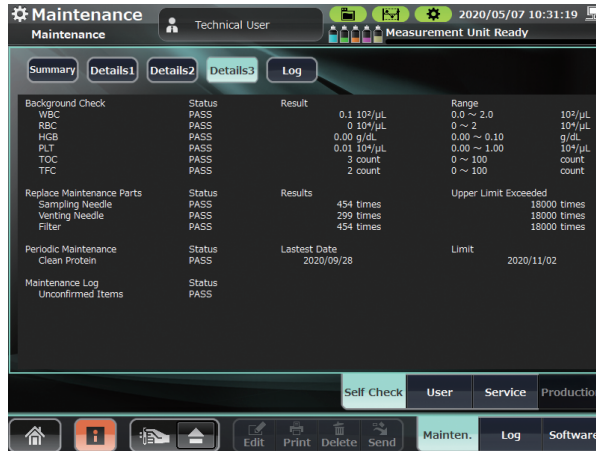 Maintenance
Maintenance
Technical User
2020/05/07 10:31:19
Measurement Unit Ready
Summary Details1 Details2 Details3 Log
Background Check Status Result Range
WBC PASS 0.1 10²/µL 0.0 ~ 2.0 10²/µL
RBC PASS 0 10⁴/µL 0 ~ 2 10⁴/µL
HGB PASS 0.00 g/dL 0.00 ~ 0.10 g/dL
PLT PASS 0.01 10⁴/µL 0.00 ~ 1.00 10⁴/µL
TOC PASS 3 count 0 ~ 100 count
TFC PASS 2 count 0 ~ 100 count
Replace Maintenance Parts Status Results Upper Limit Exceeded
Sampling Needle PASS 454 times 18000 times
Venting Needle PASS 299 times 18000 times
Filter PASS 454 times 18000 times
Periodic Maintenance Status Lastest Date Limit
Clean Protein PASS 2020/09/28 2020/11/02
Maintenance Log Status
Unconfirmed Items PASS
Self Check User Service Productio
Edit Print Delete Send Mainten. Log Software